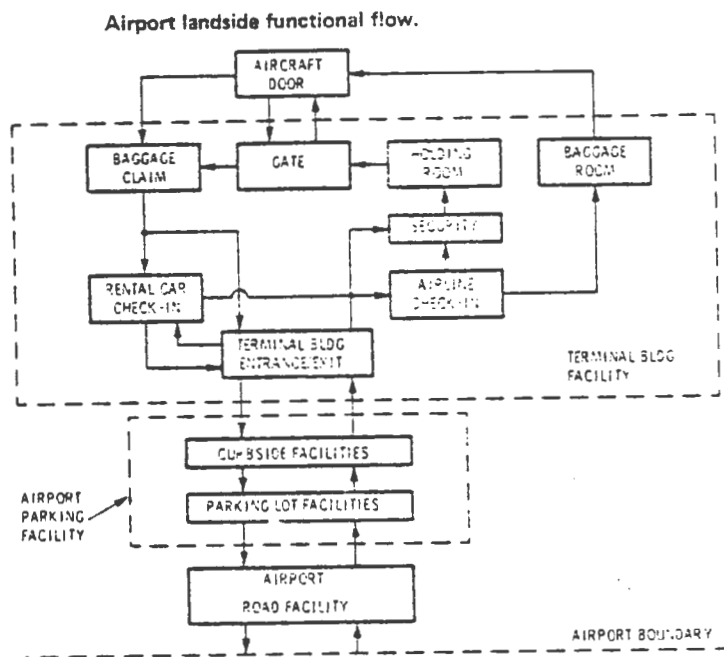 Airport landside functional flow.
AIRCRAFT
DOOR
BAGGAGE
CLAIM
GATE
HOLDING
ROOM
BAGGAGE
ROOM
SECURITY
RENTAL CAR
CHECK-IN
AIRLINE
CHECK-IN
TERMINAL BLDG
ENTRANCE/EXIT
TERMINAL BLDG
FACILITY
CURBSIDE FACILITIES
AIRPORT
PARKING
FACILITY
PARKING LOT FACILITIES
AIRPORT
ROAD FACILITY
AIRPORT BOUNDARY